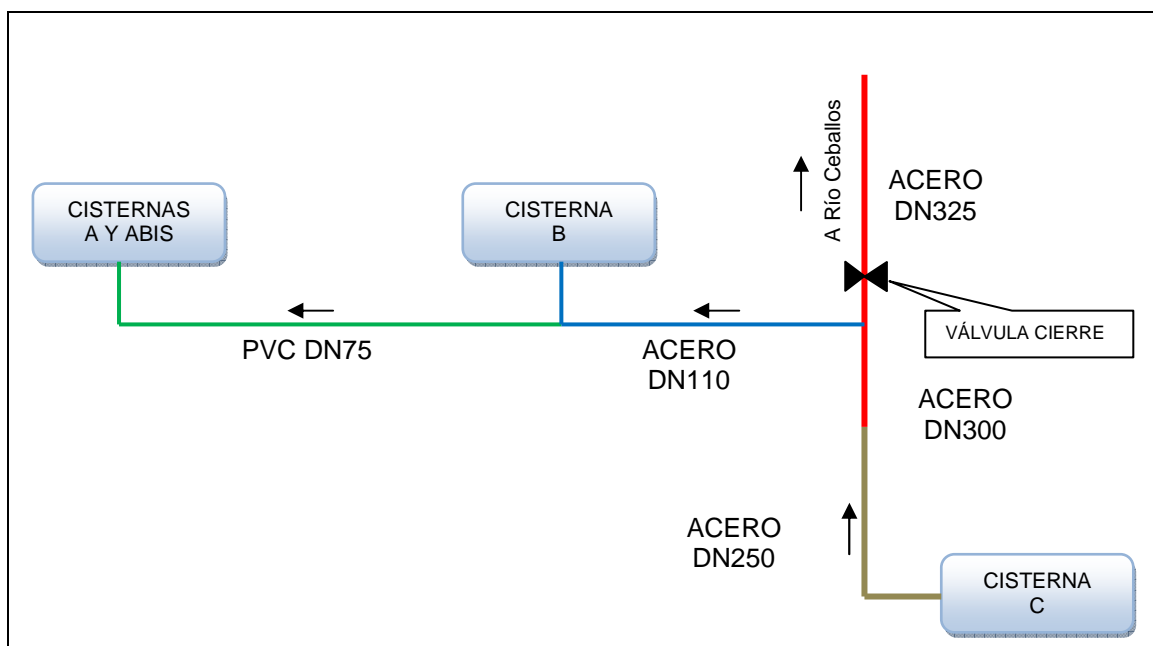 A Río Ceballos
ACERO
DN325
CISTERNAS
A Y ABIS
CISTERNA
B
VÁLVULA CIERRE
PVC DN75
ACERO
DN110
ACERO
DN300
ACERO
DN250
CISTERNA
C